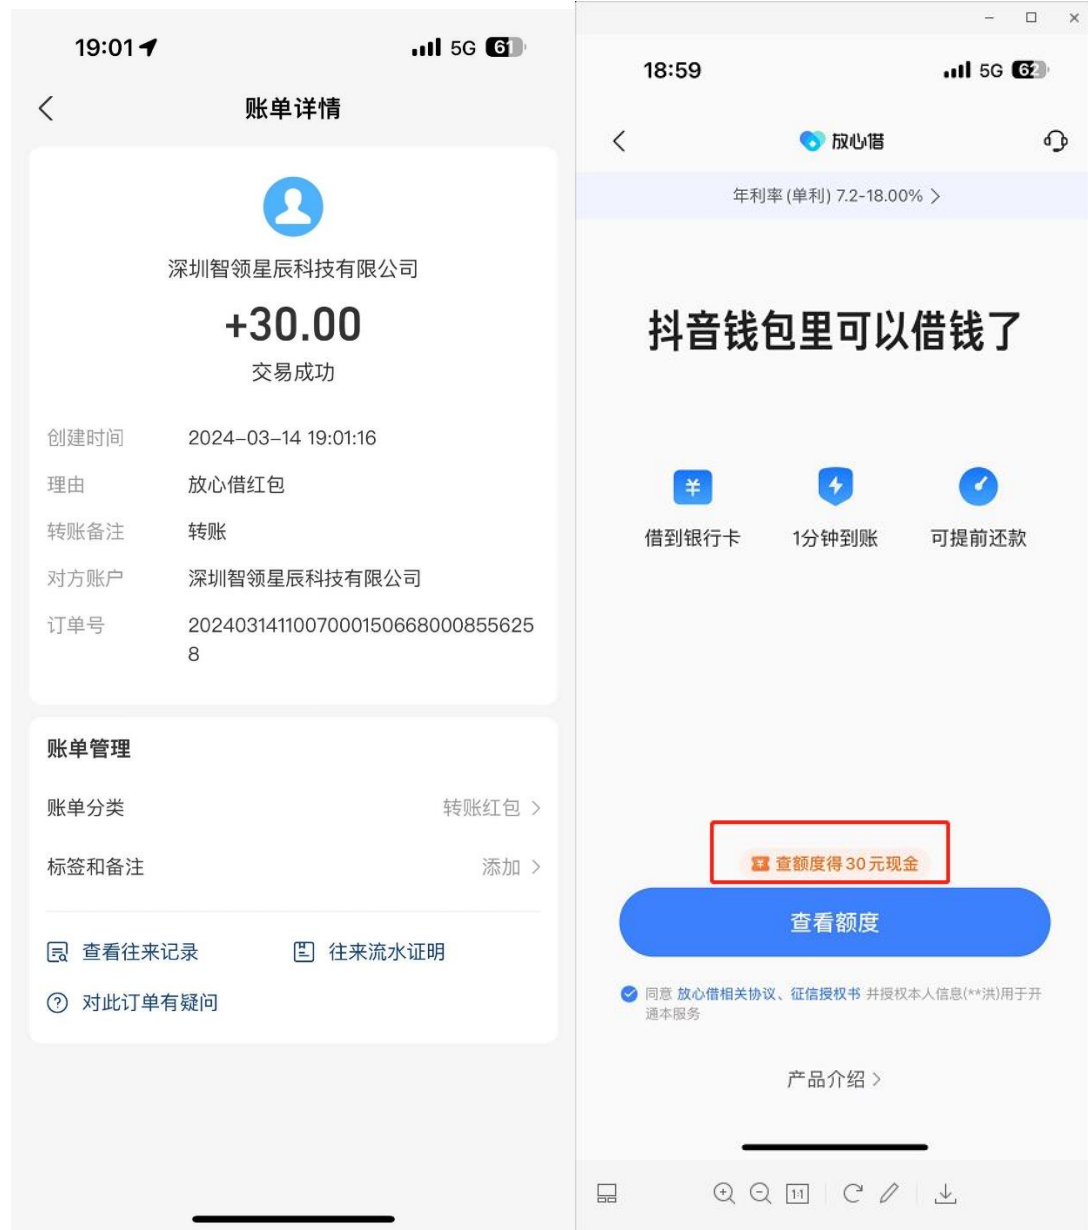 19:01
5G 61
账单详情
深圳智领星辰科技有限公司
+30.00
交易成功
创建时间 2024-03-14 19:01:16
理由 放心借红包
转账备注 转账
对方账户 深圳智领星辰科技有限公司
订单号 2024031411007000150668000855625
8
账单管理
账单分类 转账红包
标签和备注 添加
查看往来记录 往来流水证明
对此订单有疑问
18:59
5G 62
放心借
年利率(单利) 7.2-18.00%
抖音钱包里可以借钱了
借到银行卡 1分钟到账 可提前还款
查额度得30元现金
查看额度
同意 放心借相关协议、征信授权书 并授权本人信息(**洪)用于开
通本服务
产品介绍
1:1